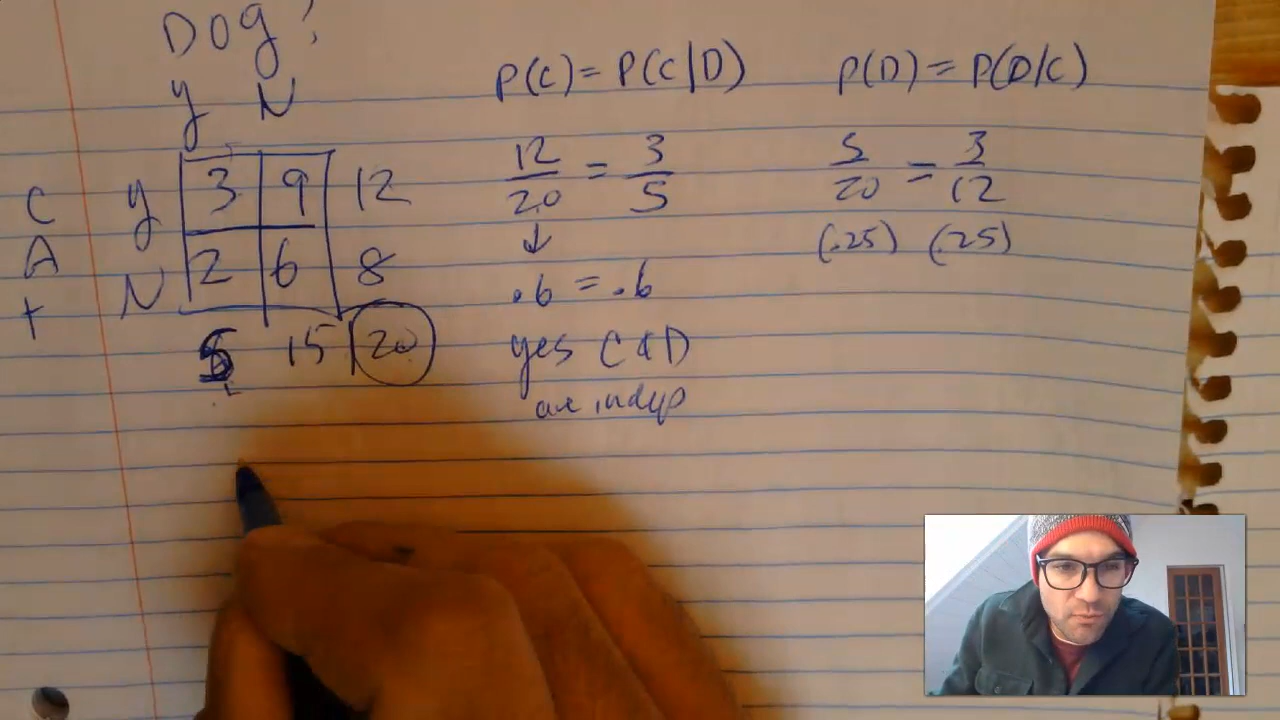 DOG?
y N
C y 3 9 12
A
t N 2 6 8
5 15 20
P(C) = P(C|D)
12/20 = 3/5
↓
.6 = .6
yes C & D
are indep
P(D) = P(D|C)
5/20 = 3/12
(.25) (.25)